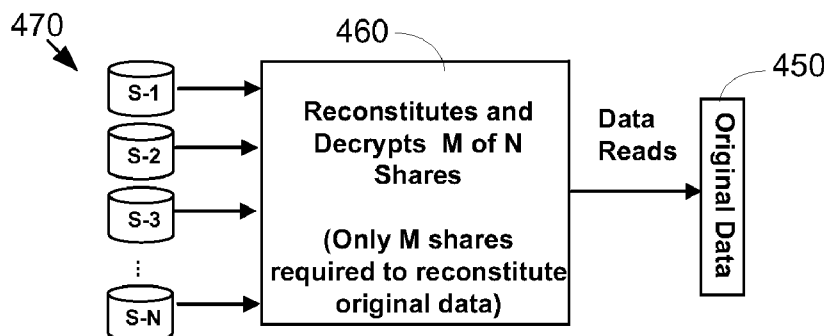 470
460
450
S-1
S-2
S-3
⋮
S-N
Reconstitutes and
Decrypts M of N
Shares
(Only M shares
required to reconstitute
original data)
Data
Reads
Original Data